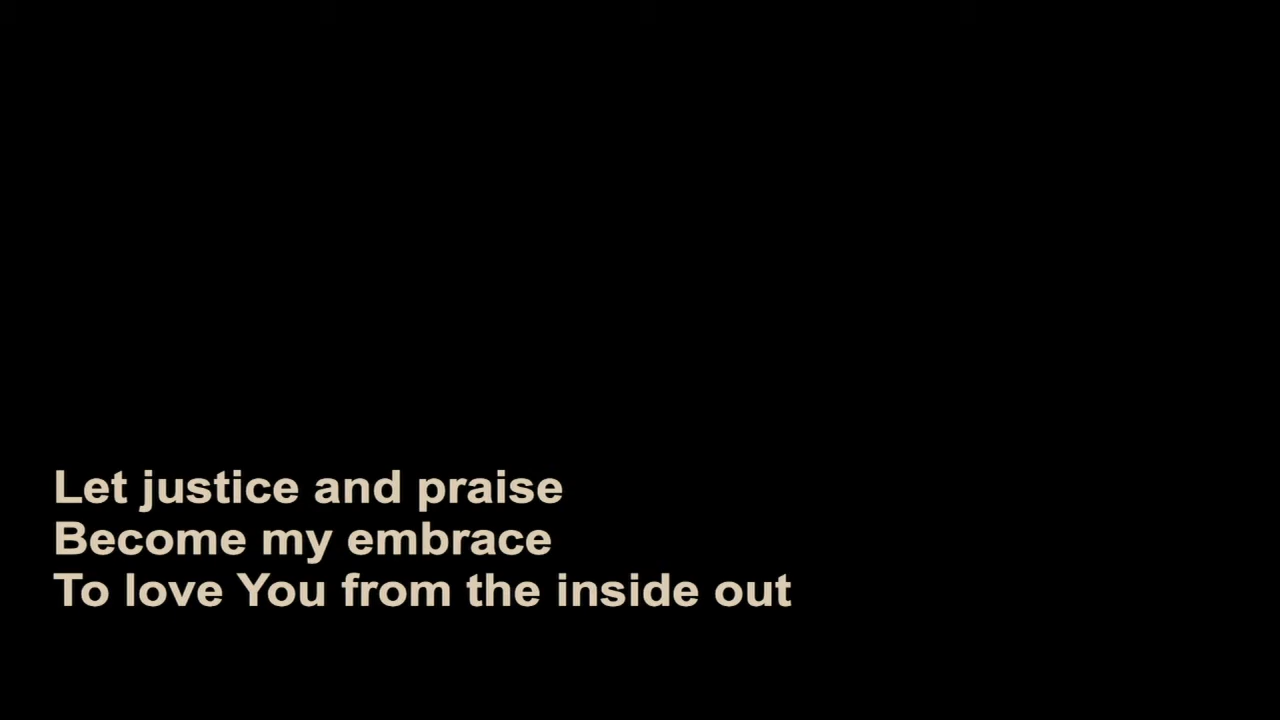 Let justice and praise
Become my embrace
To love You from the inside out